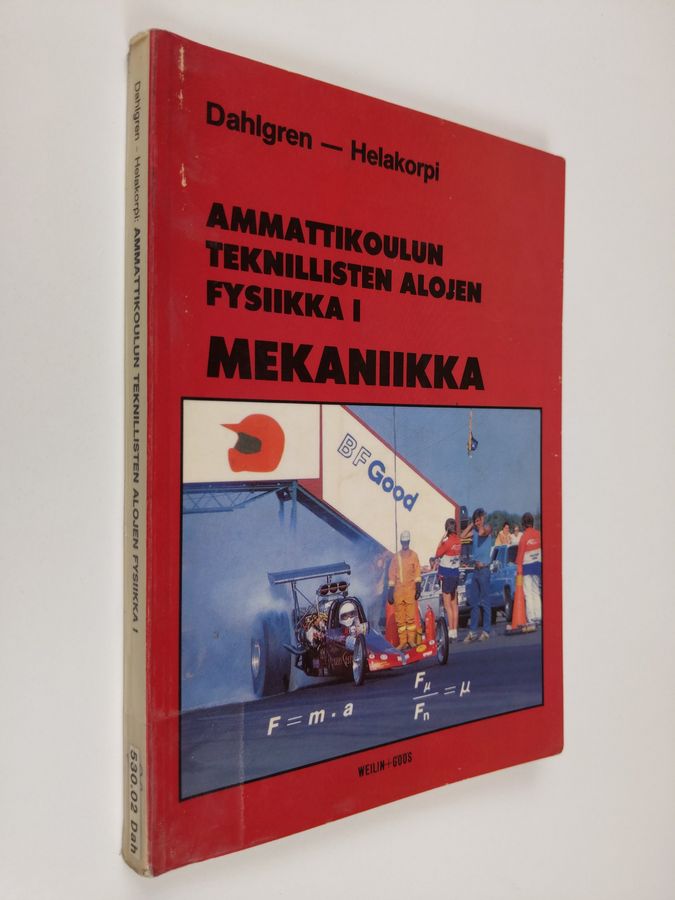 Dahlgren — Helakorpi
AMMATTIKOULUN
TEKNILLISTEN ALOJEN
FYSIIKKA I
MEKANIIKKA
BF Good
F = m · a
Fμ / Fn = μ
WEILIN+GÖÖS
Dahlgren - Helakorpi: AMMATTIKOULUN TEKNILLISTEN ALOJEN FYSIIKKA I
530.02 Dah